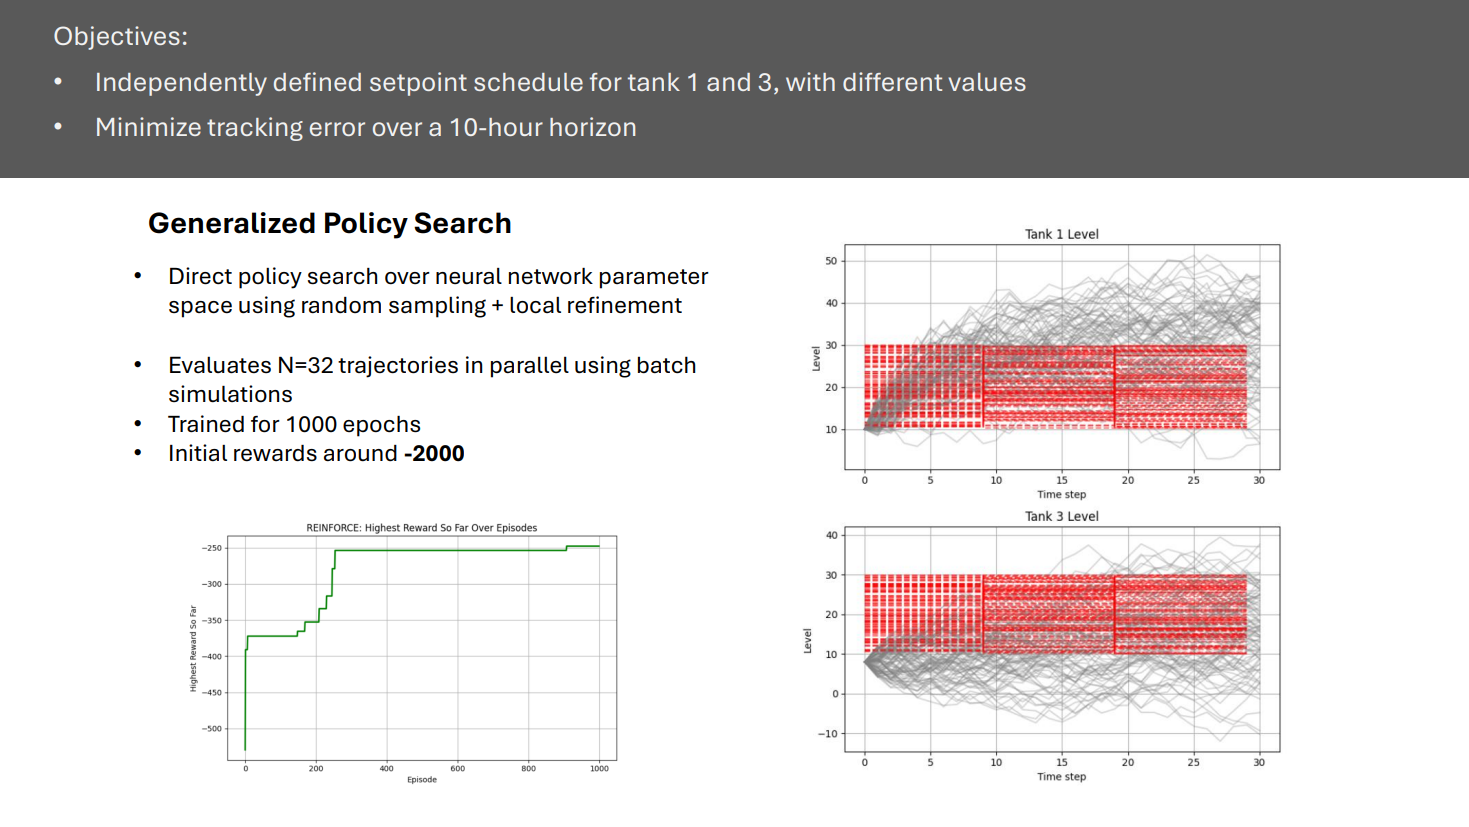 Objectives:
• Independently defined setpoint schedule for tank 1 and 3, with different values
• Minimize tracking error over a 10-hour horizon
Generalized Policy Search
• Direct policy search over neural network parameter
space using random sampling + local refinement
• Evaluates N=32 trajectories in parallel using batch
simulations
• Trained for 1000 epochs
• Initial rewards around -2000
REINFORCE: Highest Reward So Far Over Episodes
Highest Reward So Far
−250
−300
−350
−400
−450
−500
0 200 400 600 800 1000
Episode
Tank 1 Level
Level
50
40
30
20
10
0 5 10 15 20 25 30
Time step
Tank 3 Level
Level
40
30
20
10
0
−10
0 5 10 15 20 25 30
Time step